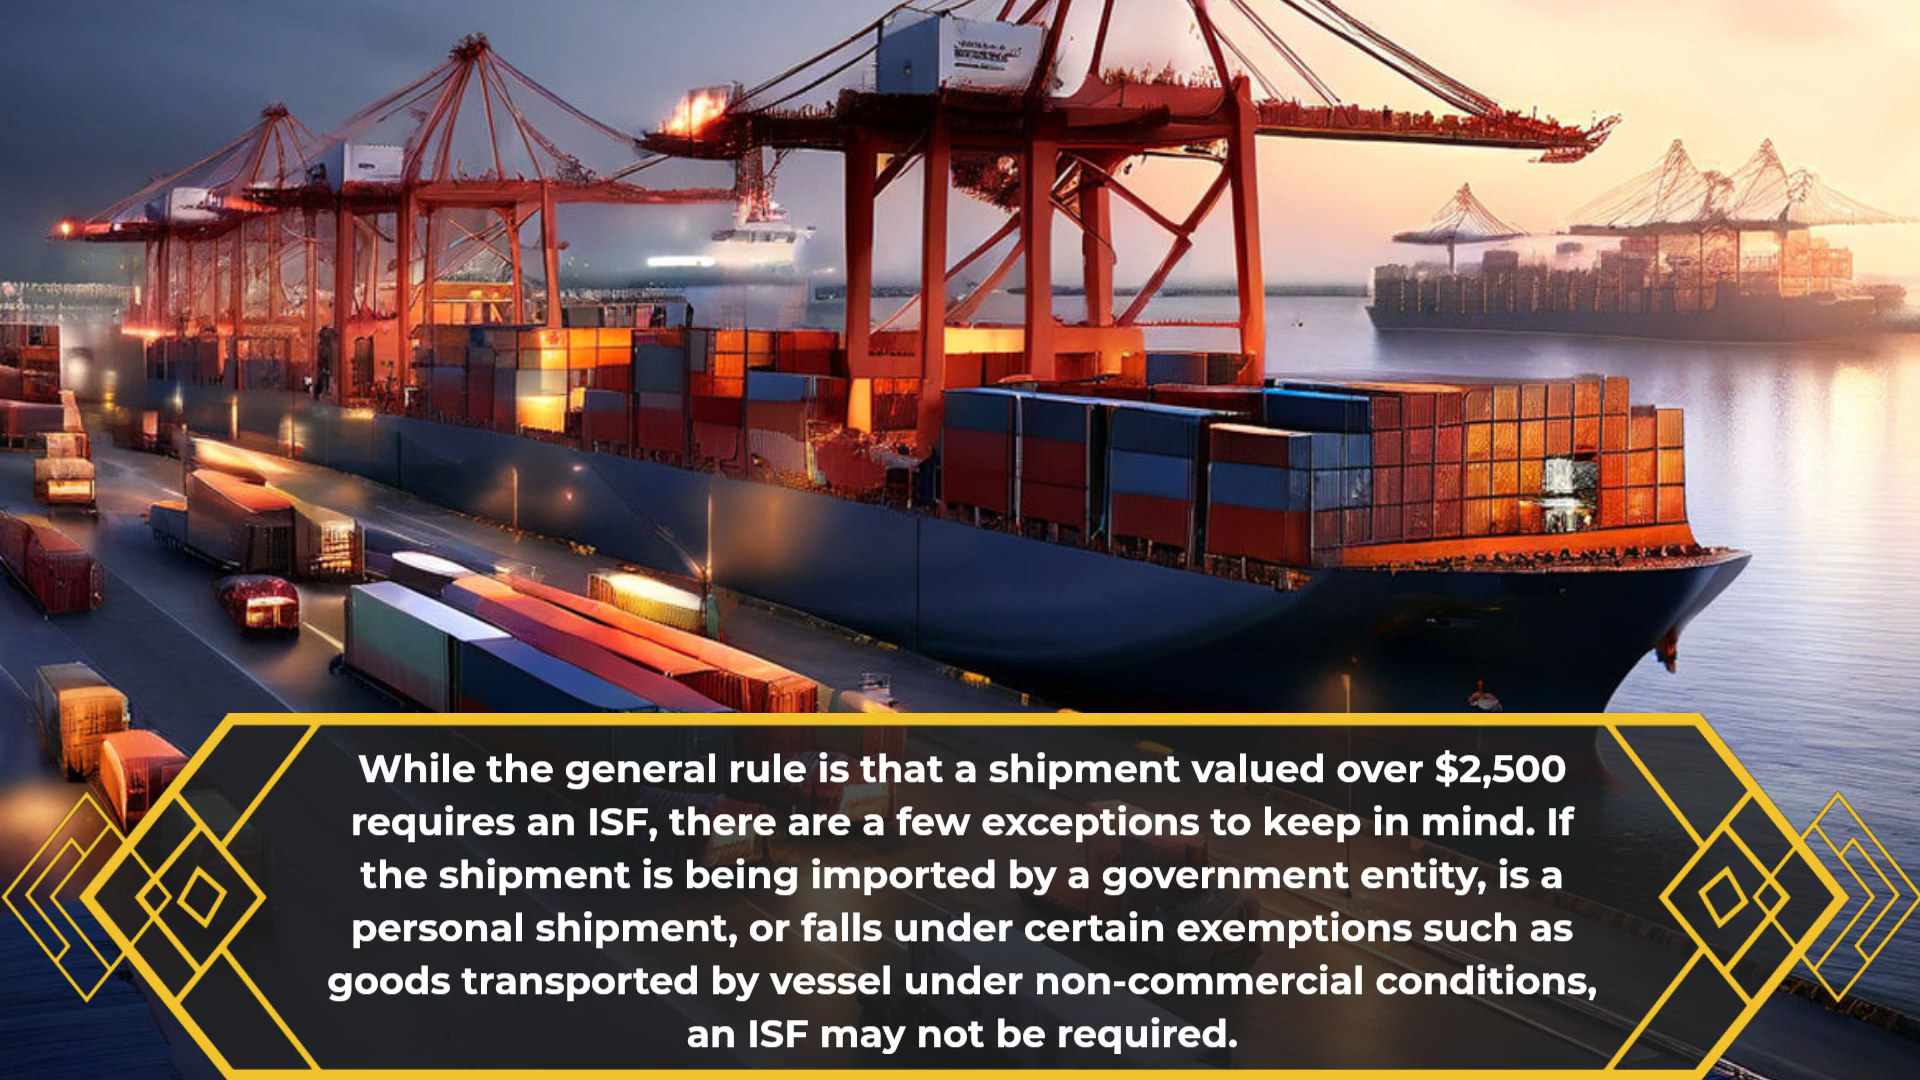 While the general rule is that a shipment valued over $2,500
requires an ISF, there are a few exceptions to keep in mind. If
the shipment is being imported by a government entity, is a
personal shipment, or falls under certain exemptions such as
goods transported by vessel under non-commercial conditions,
an ISF may not be required.